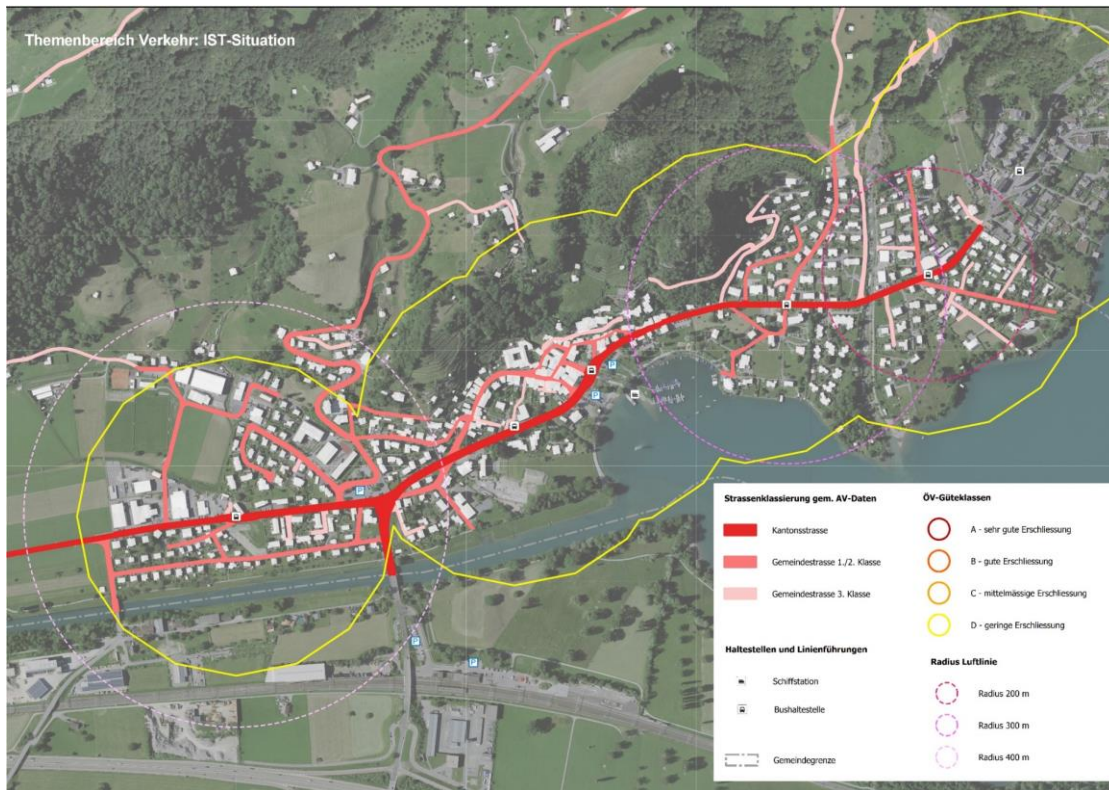 Themenbereich Verkehr: IST-Situation
P
P
P
P
P
Strassenklassierung gem. AV-Daten
Kantonsstrasse
Gemeindestrasse 1./2. Klasse
Gemeindestrasse 3. Klasse
Haltestellen und Linienführungen
Schiffstation
Bushaltestelle
Gemeindegrenze
ÖV-Güteklassen
A - sehr gute Erschliessung
B - gute Erschliessung
C - mittelmässige Erschliessung
D - geringe Erschliessung
Radius Luftlinie
Radius 200 m
Radius 300 m
Radius 400 m